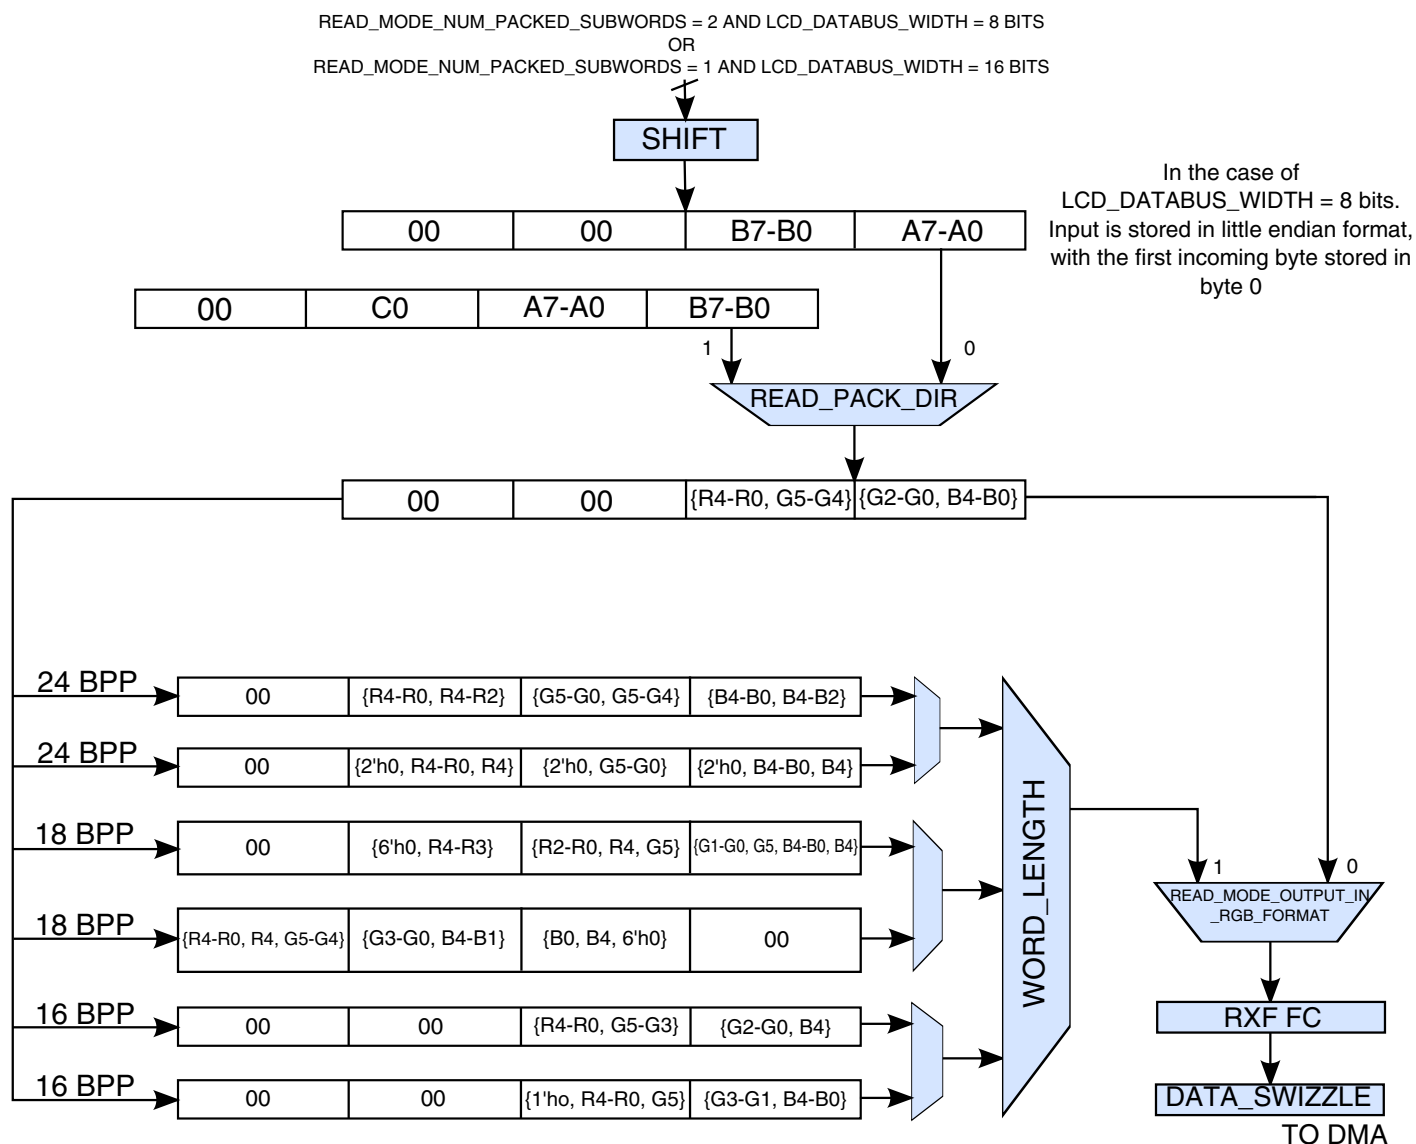 READ_MODE_NUM_PACKED_SUBWORDS = 2 AND LCD_DATABUS_WIDTH = 8 BITS
OR
READ_MODE_NUM_PACKED_SUBWORDS = 1 AND LCD_DATABUS_WIDTH = 16 BITS
SHIFT
In the case of
LCD_DATABUS_WIDTH = 8 bits.
Input is stored in little endian format,
with the first incoming byte stored in
byte 0
00 00 B7-B0 A7-A0
00 C0 A7-A0 B7-B0
1 0
READ_PACK_DIR
00 00 {R4-R0, G5-G4} {G2-G0, B4-B0}
24 BPP 00 {R4-R0, R4-R2} {G5-G0, G5-G4} {B4-B0, B4-B2}
24 BPP 00 {2'h0, R4-R0, R4} {2'h0, G5-G0} {2'h0, B4-B0, B4}
18 BPP 00 {6'h0, R4-R3} {R2-R0, R4, G5} {G1-G0, G5, B4-B0, B4}
18 BPP {R4-R0, R4, G5-G4} {G3-G0, B4-B1} {B0, B4, 6'h0} 00
16 BPP 00 00 {R4-R0, G5-G3} {G2-G0, B4}
16 BPP 00 00 {1'ho, R4-R0, G5} {G3-G1, B4-B0}
WORD_LENGTH
1 0
READ_MODE_OUTPUT_IN
_RGB_FORMAT
RXF FC
DATA_SWIZZLE
TO DMA